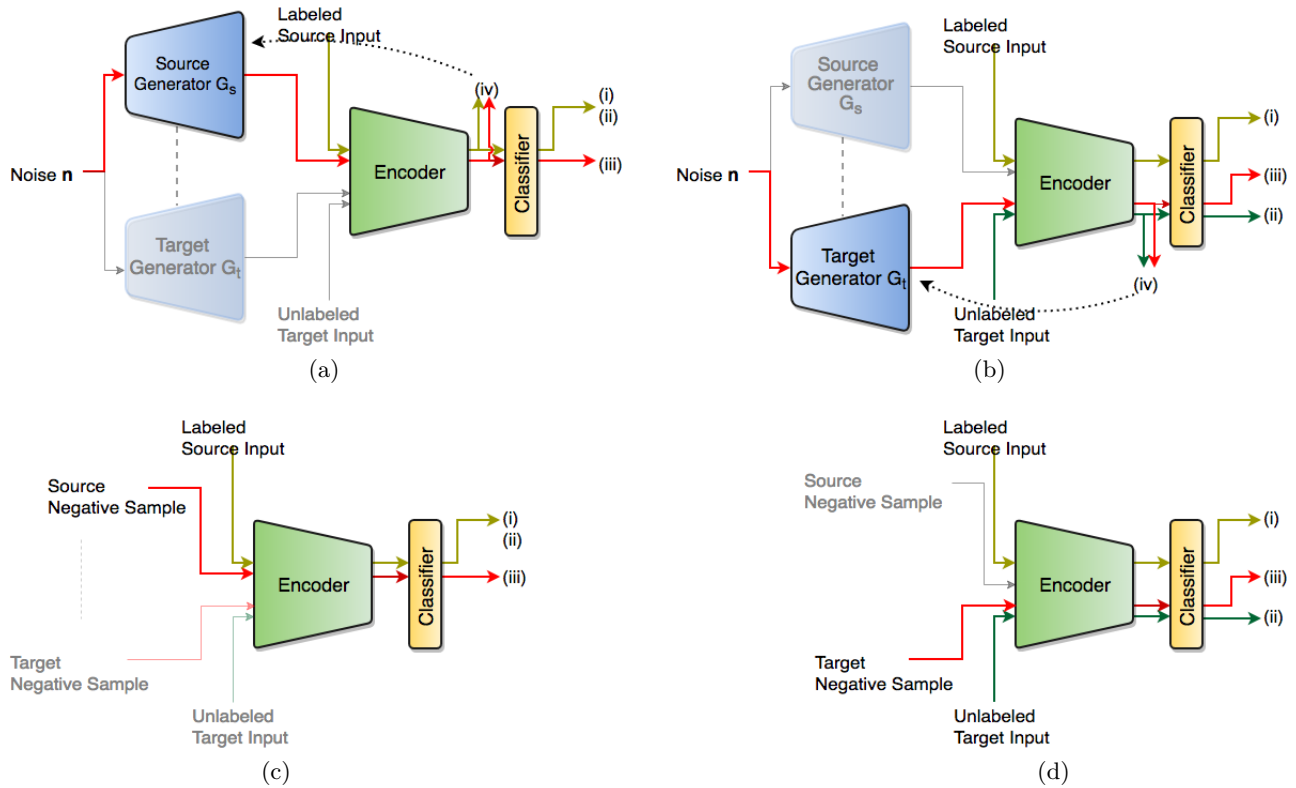 Labeled
Source Input
Source
Generator Gs
(iv)
(i)
(ii)
Encoder
Classifier
(iii)
Noise n
Target
Generator Gt
Unlabeled
Target Input
(a)
Labeled
Source Input
Source
Generator
Gs
(i)
Noise n
Encoder
Classifier
(iii)
(ii)
Target
Generator Gt
(iv)
Unlabeled
Target Input
(b)
Labeled
Source Input
Source
Negative Sample
(i)
(ii)
Encoder
Classifier
(iii)
Target
Negative Sample
Unlabeled
Target Input
(c)
Labeled
Source Input
Source
Negative Sample
(i)
Encoder
Classifier
(iii)
(ii)
Target
Negative Sample
Unlabeled
Target Input
(d)